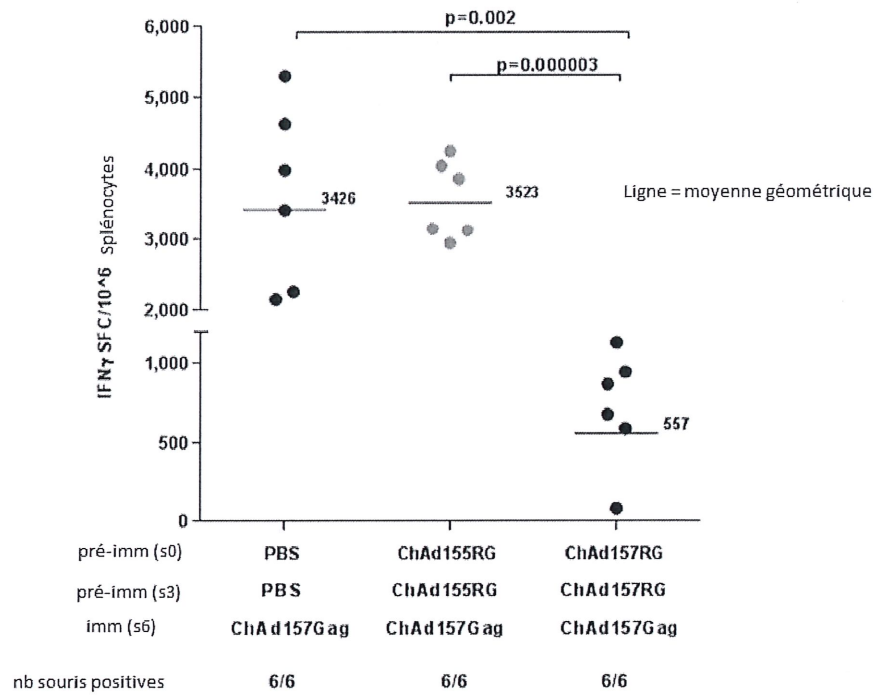 p=0.002
p=0.000003
6,000
5,000
4,000
3,000
2,000
1,000
500
0
IFNγ SFC/10^6 Splénocytes
3426
3523
557
Ligne = moyenne géométrique
pré-imm (s0) PBS ChAd155RG ChAd157RG
pré-imm (s3) PBS ChAd155RG ChAd157RG
imm (s6) ChAd157Gag ChAd157Gag ChAd157Gag
nb souris positives 6/6 6/6 6/6